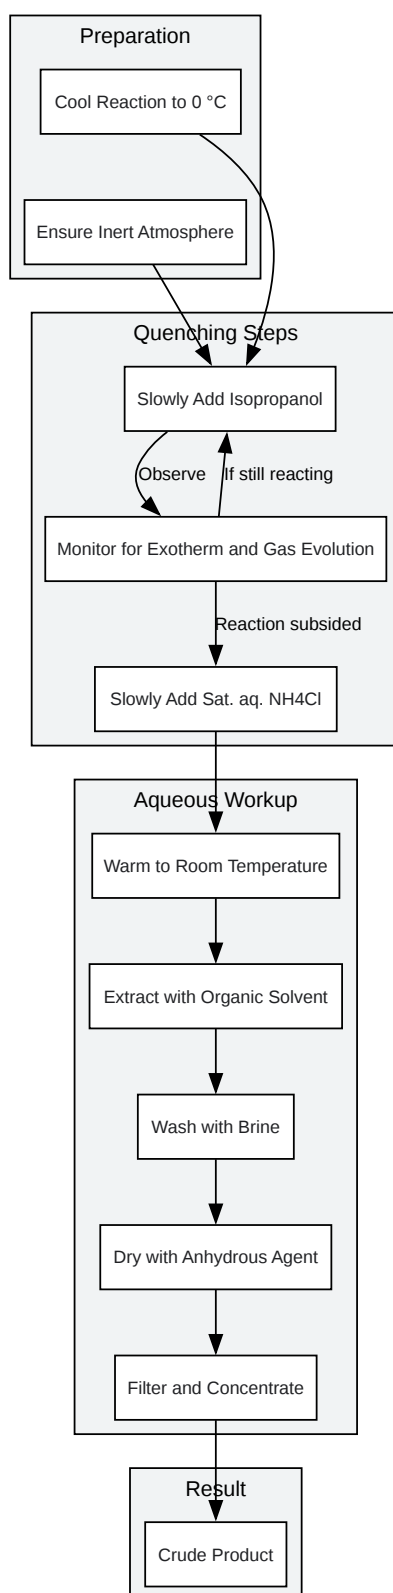 Preparation
Cool Reaction to 0 °C
Ensure Inert Atmosphere
Quenching Steps
Slowly Add Isopropanol
Observe
If still reacting
Monitor for Exotherm and Gas Evolution
Reaction subsided
Slowly Add Sat. aq. NH4Cl
Aqueous Workup
Warm to Room Temperature
Extract with Organic Solvent
Wash with Brine
Dry with Anhydrous Agent
Filter and Concentrate
Result
Crude Product